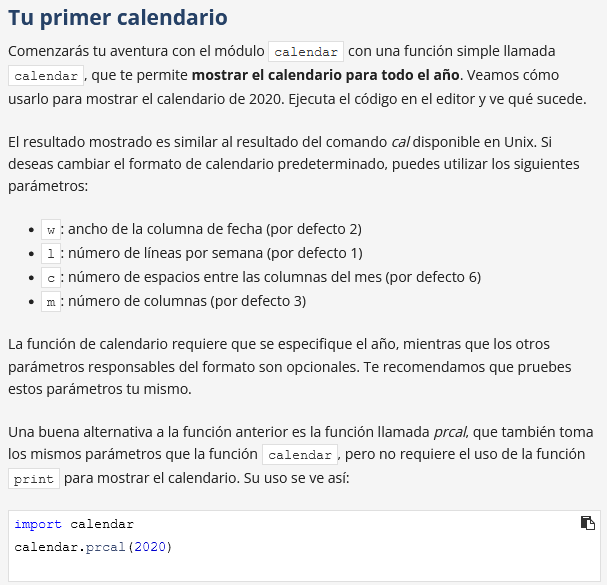 Tu primer calendario
Comenzarás tu aventura con el módulo calendar con una función simple llamada
calendar, que te permite mostrar el calendario para todo el año. Veamos cómo
usarlo para mostrar el calendario de 2020. Ejecuta el código en el editor y ve qué sucede.
El resultado mostrado es similar al resultado del comando cal disponible en Unix. Si
deseas cambiar el formato de calendario predeterminado, puedes utilizar los siguientes
parámetros:
• w: ancho de la columna de fecha (por defecto 2)
• l: número de líneas por semana (por defecto 1)
• c: número de espacios entre las columnas del mes (por defecto 6)
• m: número de columnas (por defecto 3)
La función de calendario requiere que se especifique el año, mientras que los otros
parámetros responsables del formato son opcionales. Te recomendamos que pruebes
estos parámetros tu mismo.
Una buena alternativa a la función anterior es la función llamada prcal, que también toma
los mismos parámetros que la función calendar, pero no requiere el uso de la función
print para mostrar el calendario. Su uso se ve así:
import calendar
calendar.prcal(2020)